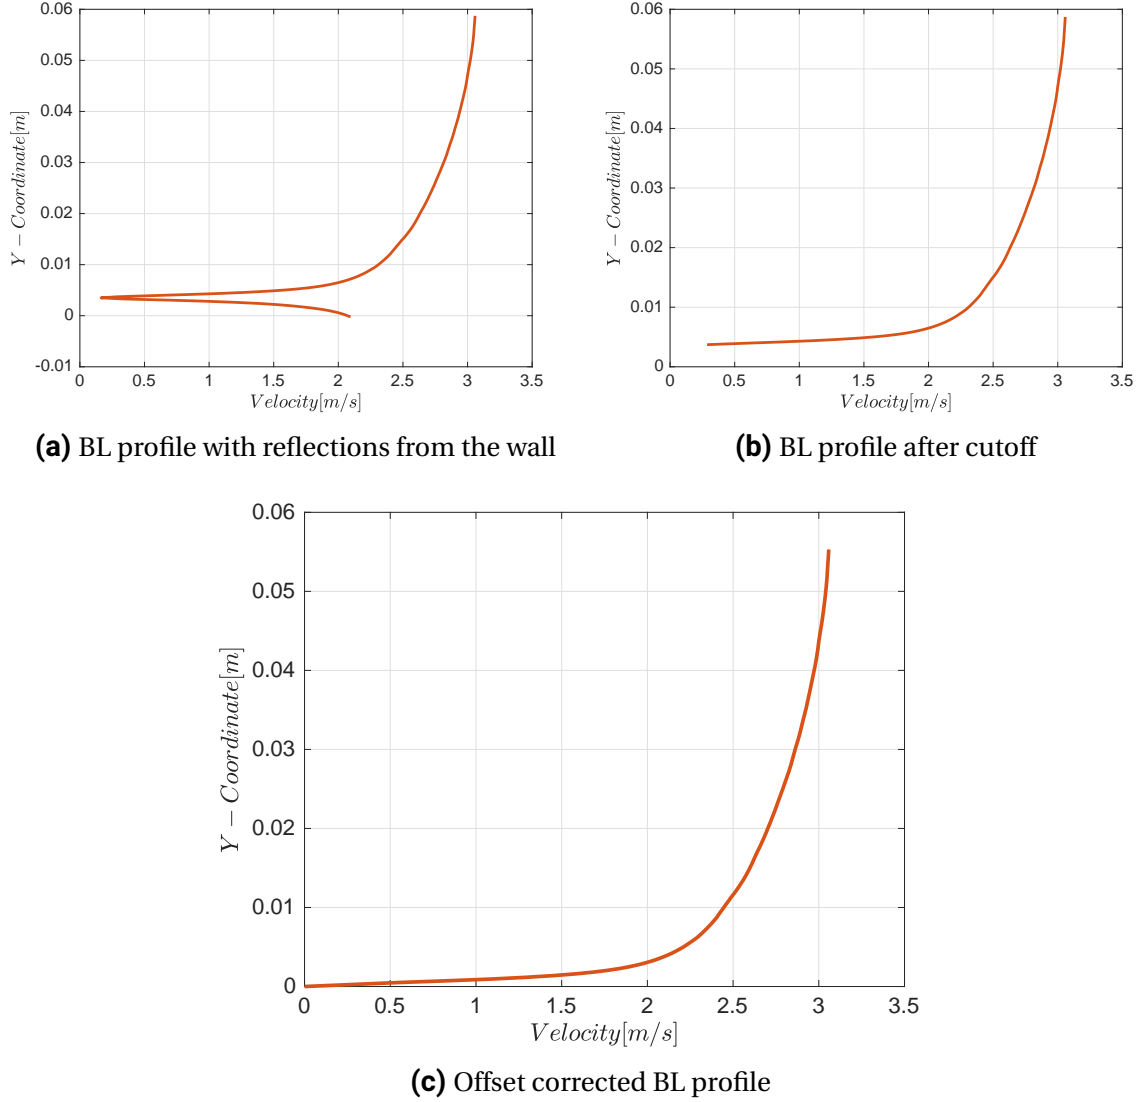 0.06
0.05
0.04
0.03
0.02
0.01
0
-0.01
Y − Coordinate[m]
0 0.5 1 1.5 2 2.5 3 3.5
Velocity[m/s]
(a) BL profile with reflections from the wall
0.06
0.05
0.04
0.03
0.02
0.01
0
Y − Coordinate[m]
0 0.5 1 1.5 2 2.5 3 3.5
Velocity[m/s]
(b) BL profile after cutoff
0.06
0.05
0.04
0.03
0.02
0.01
0
Y − Coordinate[m]
0 0.5 1 1.5 2 2.5 3 3.5
Velocity[m/s]
(c) Offset corrected BL profile